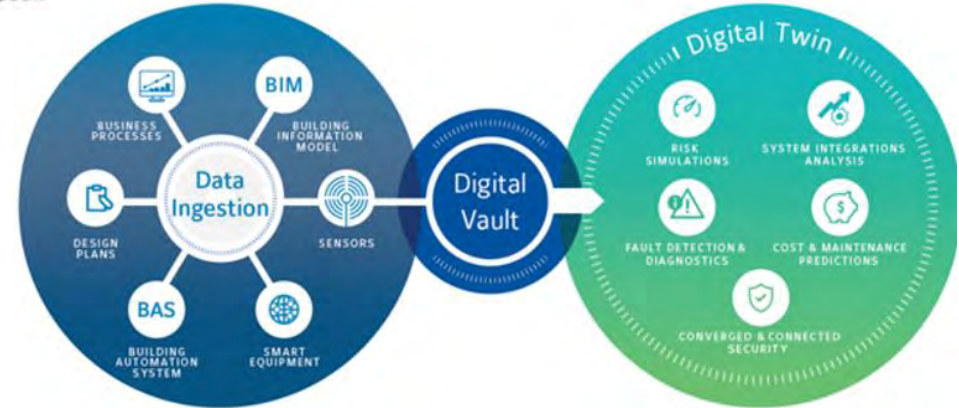 Digital Twin
BUSINESS
PROCESSES
BIM
BUILDING
INFORMATION
MODEL
Data
Ingestion
DESIGN
PLANS
SENSORS
BAS
BUILDING
AUTOMATION
SYSTEM
SMART
EQUIPMENT
Digital
Vault
RISK
SIMULATIONS
SYSTEM INTEGRATIONS
ANALYSIS
FAULT DETECTION &
DIAGNOSTICS
$
COST & MAINTENANCE
PREDICTIONS
CONVERGED & CONNECTED
SECURITY